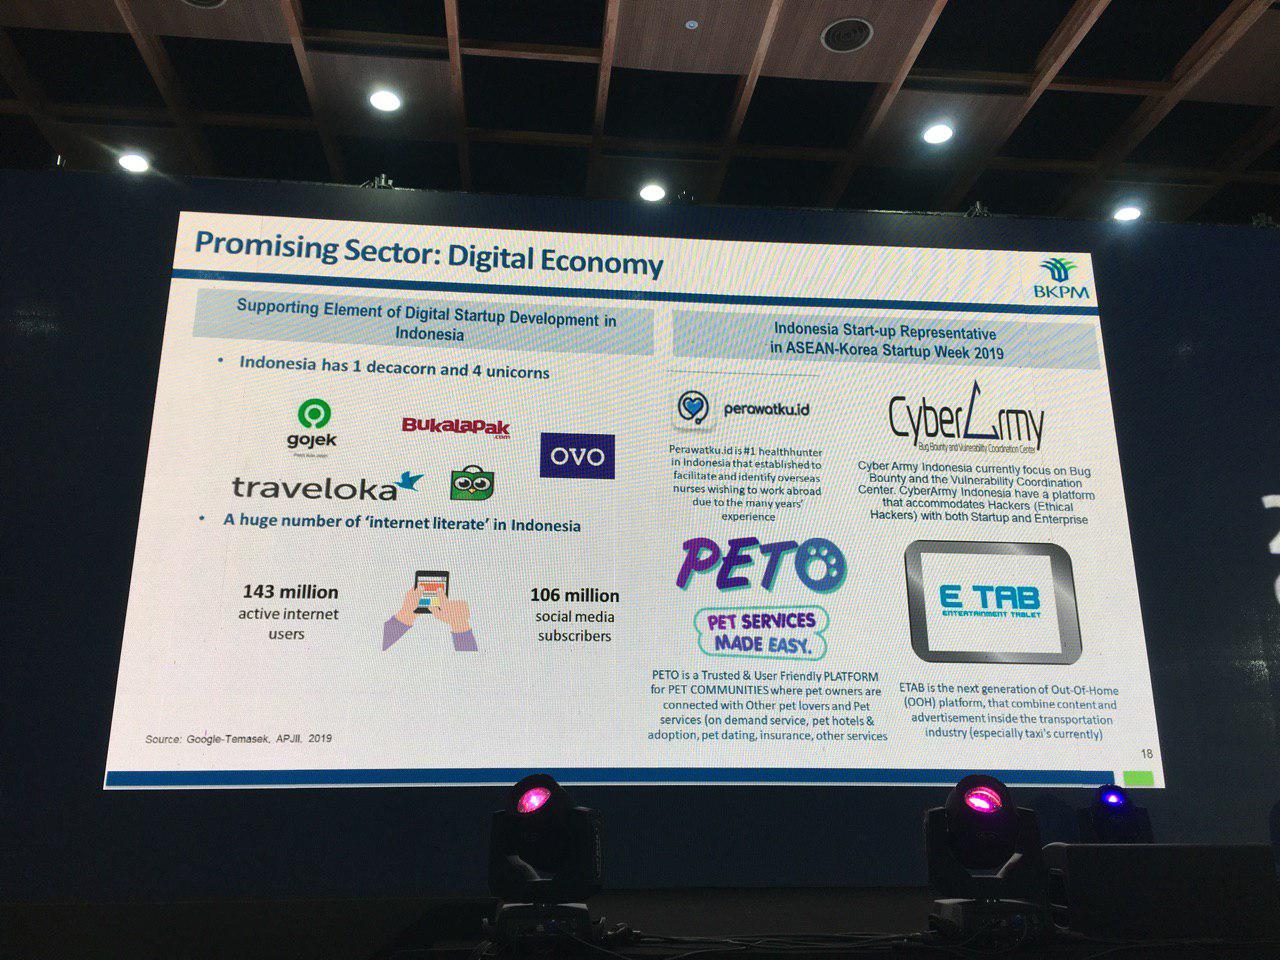 Promising Sector: Digital Economy
BKPM
Supporting Element of Digital Startup Development in
Indonesia
• Indonesia has 1 decacorn and 4 unicorns
gojek
BUKALAPAK
.com
OVO
traveloka
• A huge number of ‘internet literate’ in Indonesia
143 million
active internet
users
106 million
social media
subscribers
Source: Google-Temasek, APJII, 2019
Indonesia Start-up Representative
in ASEAN-Korea Startup Week 2019
perawatku.id
Perawatku.id is #1 healthhunter
in Indonesia that established to
facilitate and identify overseas
nurses wishing to work abroad
due to the many years’
experience
CyberArmy
Bug Bounty and Vulnerability Coordination Center
Cyber Army Indonesia currently focus on Bug
Bounty and the Vulnerability Coordination
Center. CyberArmy Indonesia have a platform
that accommodates Hackers (Ethical
Hackers) with both Startup and Enterprise
PETO
PET SERVICES
MADE EASY.
PETO is a Trusted & User Friendly PLATFORM
for PET COMMUNITIES where pet owners are
connected with Other pet lovers and Pet
services (on demand service, pet hotels &
adoption, pet dating, insurance, other services
E TAB
ENTERTAINMENT TABLET
ETAB is the next generation of Out-Of-Home
(OOH) platform, that combine content and
advertisement inside the transportation
industry (especially taxi's currently)
18